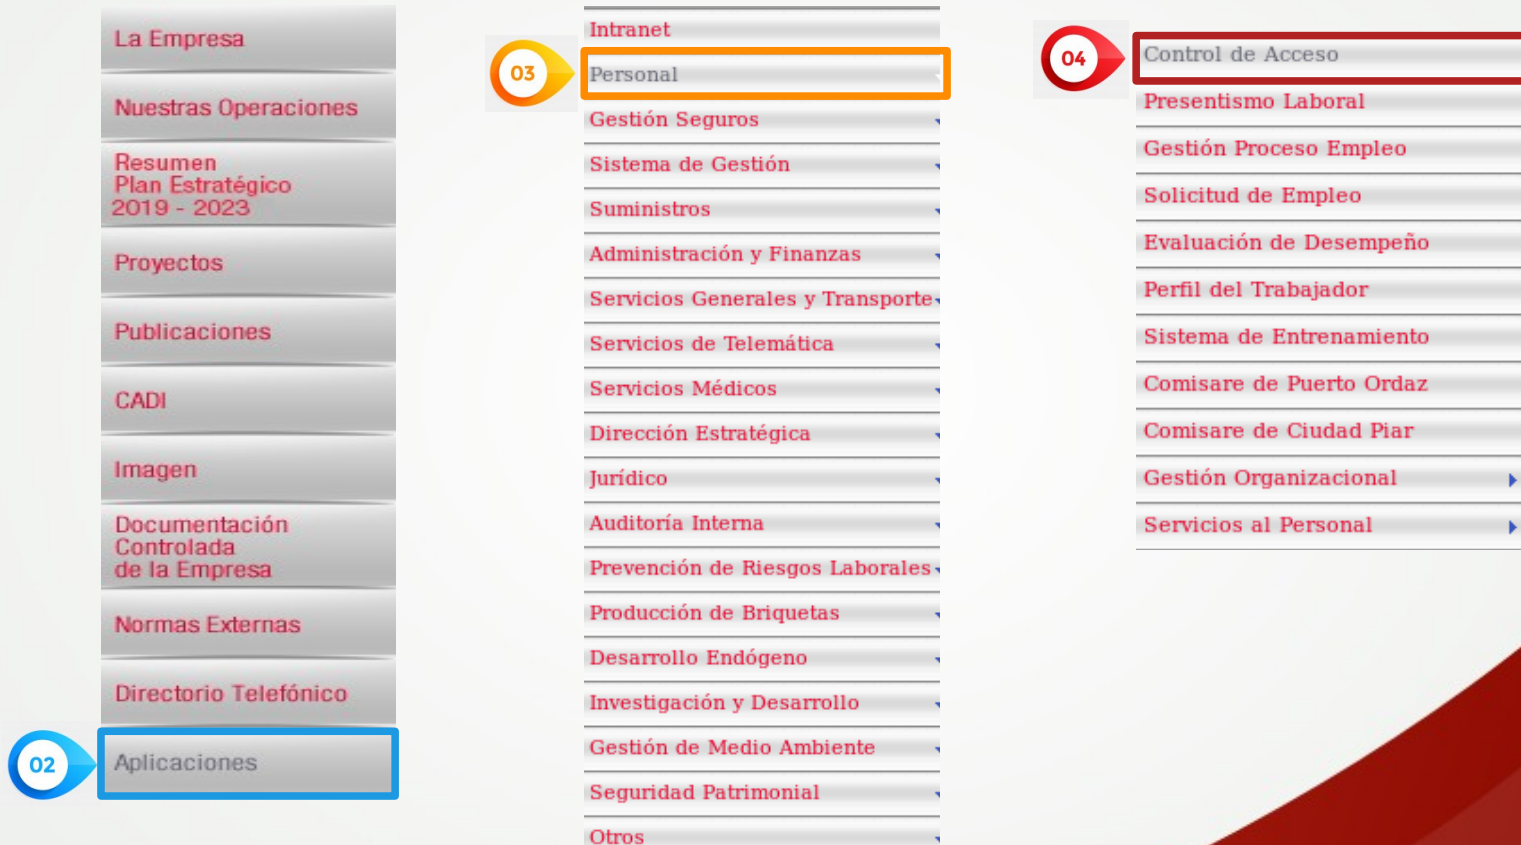 La Empresa
Nuestras Operaciones
Resumen
Plan Estratégico
2019 - 2023
Proyectos
Publicaciones
CADI
Imagen
Documentación
Controlada
de la Empresa
Normas Externas
Directorio Telefónico
02
Aplicaciones
Intranet
03
Personal
Gestión Seguros
Sistema de Gestión
Suministros
Administración y Finanzas
Servicios Generales y Transporte
Servicios de Telemática
Servicios Médicos
Dirección Estratégica
Jurídico
Auditoría Interna
Prevención de Riesgos Laborales
Producción de Briquetas
Desarrollo Endógeno
Investigación y Desarrollo
Gestión de Medio Ambiente
Seguridad Patrimonial
Otros
04
Control de Acceso
Presentismo Laboral
Gestión Proceso Empleo
Solicitud de Empleo
Evaluación de Desempeño
Perfil del Trabajador
Sistema de Entrenamiento
Comisare de Puerto Ordaz
Comisare de Ciudad Piar
Gestión Organizacional
Servicios al Personal